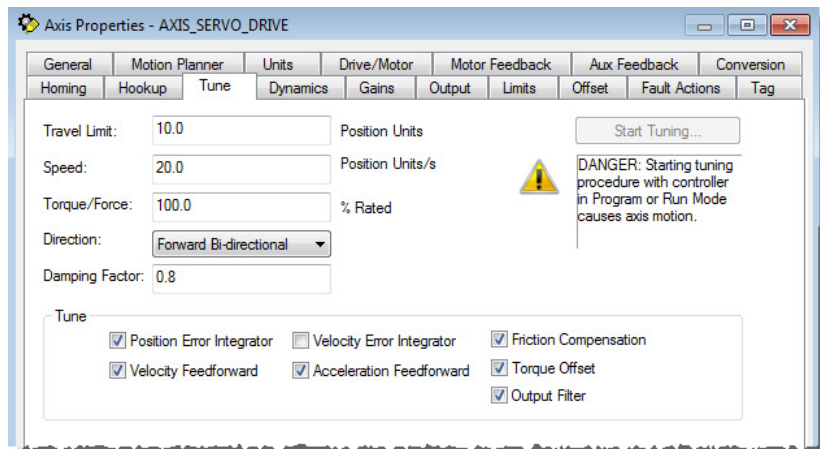 Axis Properties - AXIS_SERVO_DRIVE
General Motion Planner Units Drive/Motor Motor Feedback Aux Feedback Conversion
Homing Hookup Tune Dynamics Gains Output Limits Offset Fault Actions Tag
Travel Limit: 10.0 Position Units Start Tuning...
Speed: 20.0 Position Units/s
DANGER: Starting tuning
procedure with controller
in Program or Run Mode
causes axis motion.
Torque/Force: 100.0 % Rated
Direction: Forward Bi-directional
Damping Factor: 0.8
Tune
Position Error Integrator Velocity Error Integrator Friction Compensation
Velocity Feedforward Acceleration Feedforward Torque Offset
Output Filter